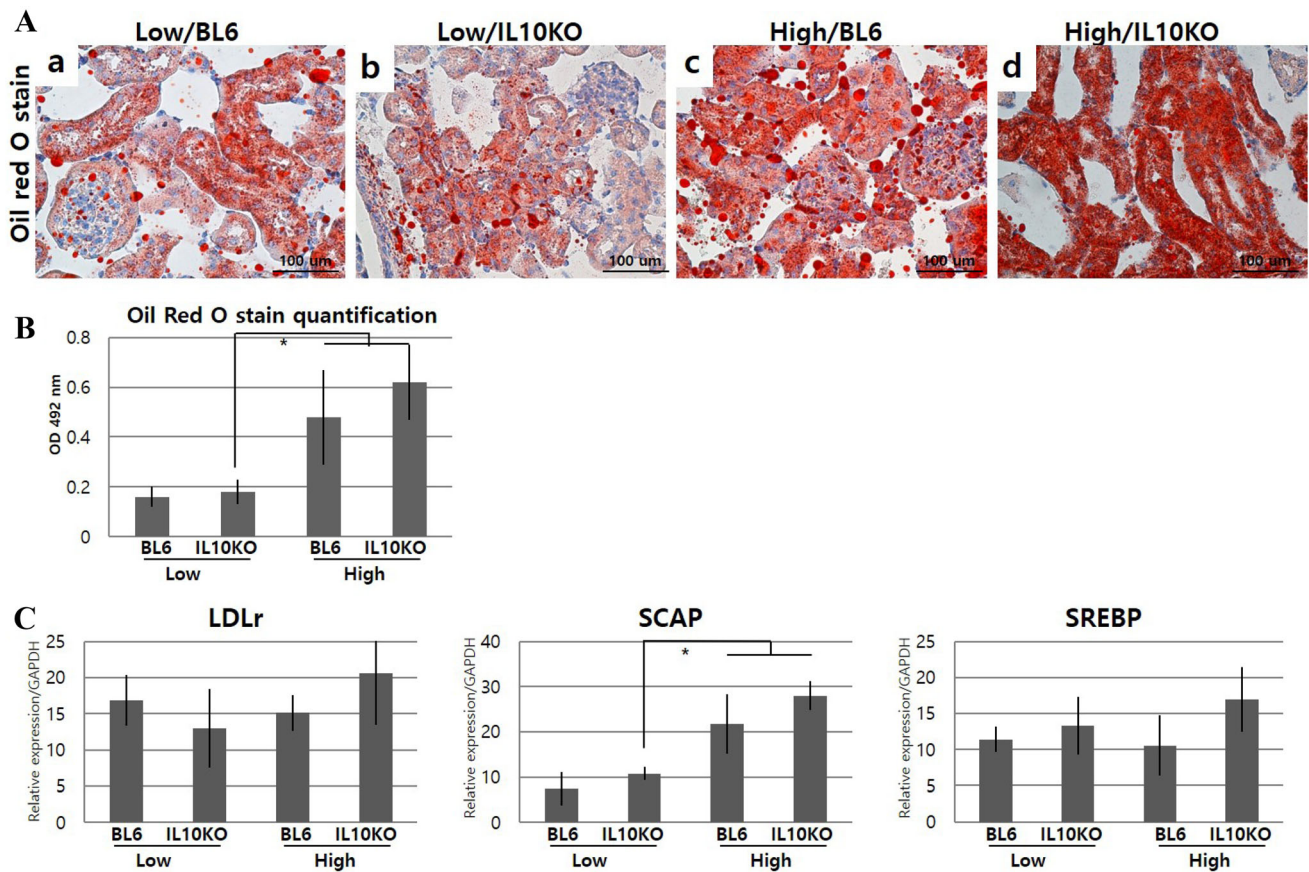 A
Low/BL6 Low/IL10KO High/BL6 High/IL10KO
Oil red O stain
a b c d
100 um 100 um 100 um 100 um
B
Oil Red O stain quantification
OD 492 nm
0.8
*
0.6
0.4
0.2
0
BL6 IL10KO BL6 IL10KO
Low High
C
LDLr
Relative expression/GAPDH
25
20
15
10
5
0
BL6 IL10KO BL6 IL10KO
Low High
SCAP
Relative expression/GAPDH
40
*
30
20
10
0
BL6 IL10KO BL6 IL10KO
Low High
SREBP
Relative expression/GAPDH
25
20
15
10
5
0
BL6 IL10KO BL6 IL10KO
Low High